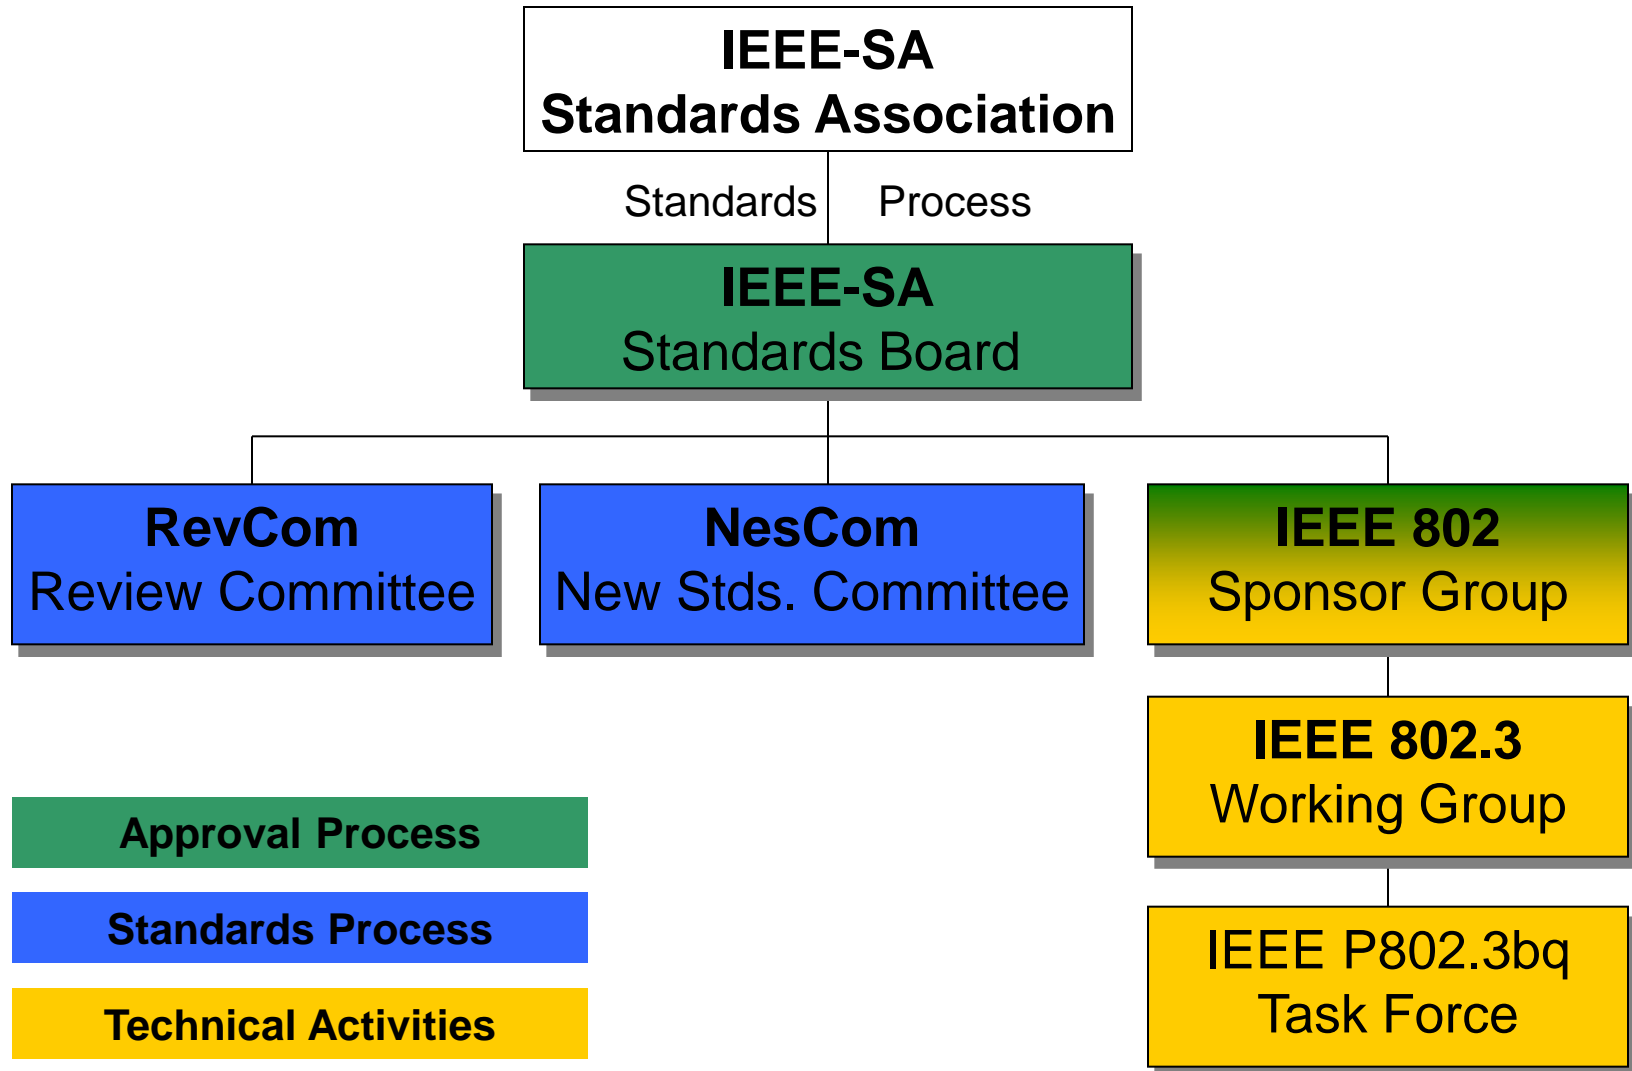 IEEE-SA
Standards Association
Standards Process
IEEE-SA
Standards Board
RevCom
Review Committee
NesCom
New Stds. Committee
IEEE 802
Sponsor Group
IEEE 802.3
Working Group
IEEE P802.3bq
Task Force
Approval Process
Standards Process
Technical Activities